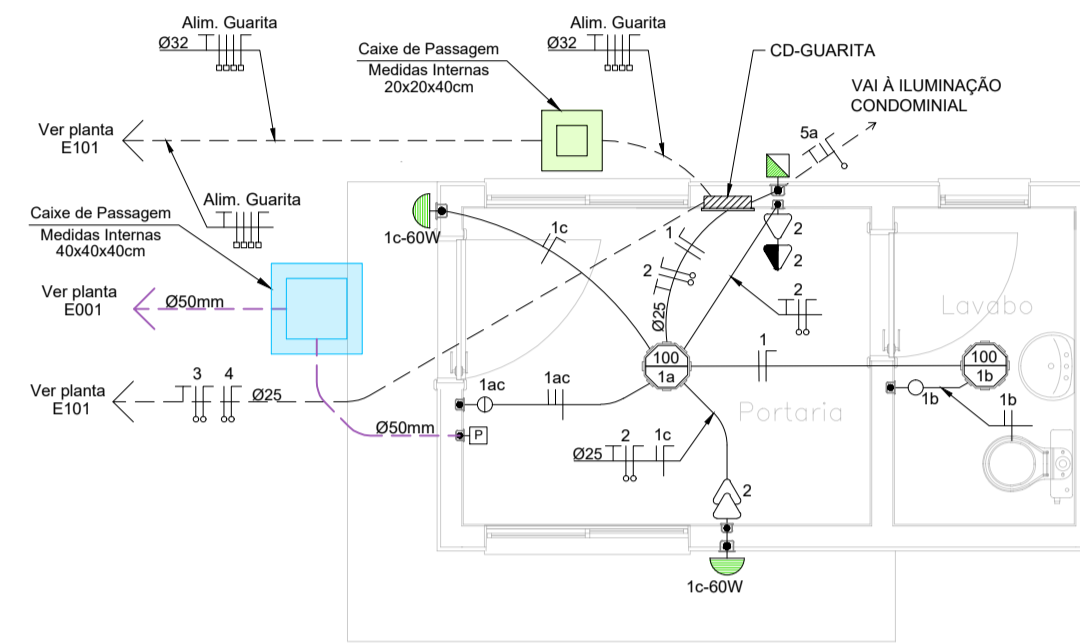 Alim. Guarita
Ø32
Caixe de Passagem
Medidas Internas
20x20x40cm
Alim. Guarita
Ø32
CD-GUARITA
VAI À ILUMINAÇÃO
CONDOMINIAL
5a
Ver planta
E101
Alim. Guarita
Caixe de Passagem
Medidas Internas
40x40x40cm
1c-60W
1c
1
2
Ø25
2
2
2
Ver planta
E001
Ø50mm
Lavabo
100
1a
1
100
1b
Ver planta
E101
3
4
Ø25
1ac
1ac
1b
1b
Portaria
Ø50mm
P
Ø25
2
1c
2
1c-60W